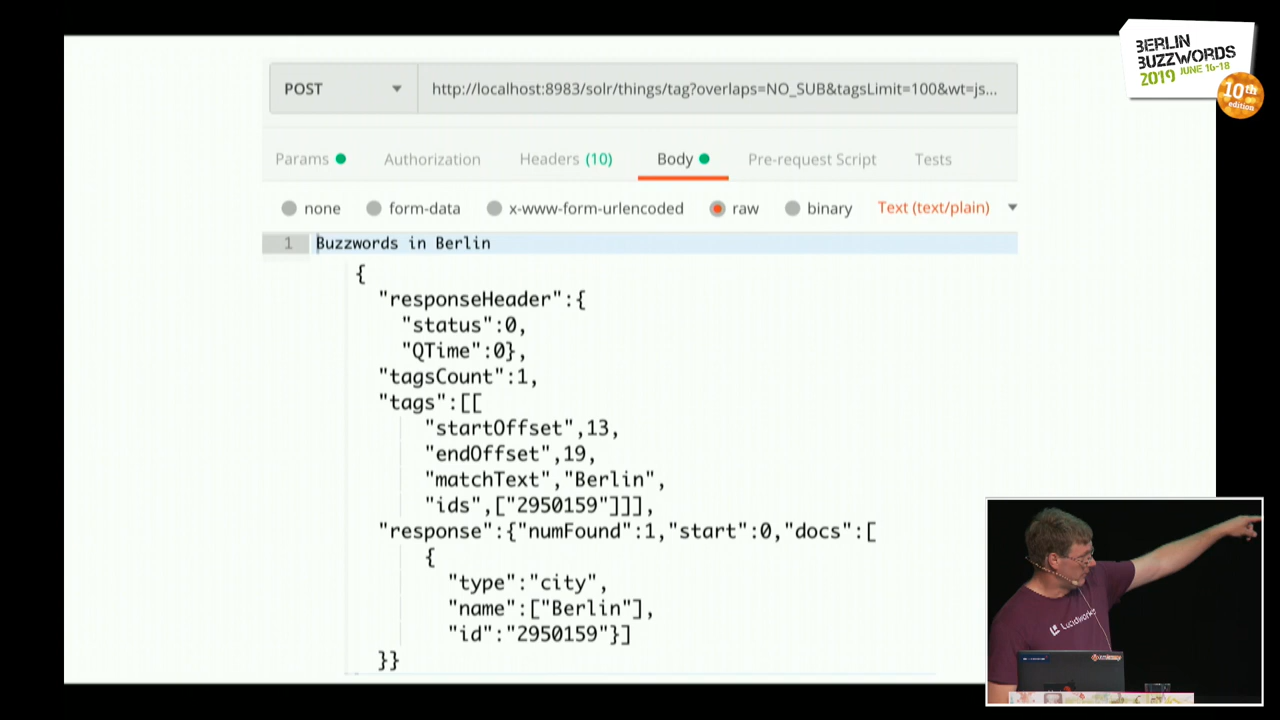 BERLIN
BUZZWORDS
2019 JUNE 16-18
10th
edition
POST
http://localhost:8983/solr/things/tag?overlaps=NO_SUB&tagsLimit=100&wt=js...
Params
Authorization
Headers (10)
Body
Pre-request Script
Tests
none
form-data
x-www-form-urlencoded
raw
binary
Text (text/plain)
1 Buzzwords in Berlin
{
"responseHeader":{
"status":0,
"QTime":0},
"tagsCount":1,
"tags":[[
"startOffset",13,
"endOffset",19,
"matchText","Berlin",
"ids",["2950159"]]],
"response":{"numFound":1,"start":0,"docs":[
{
"type":"city",
"name":["Berlin"],
"id":"2950159"}]
}}
Lucidworks